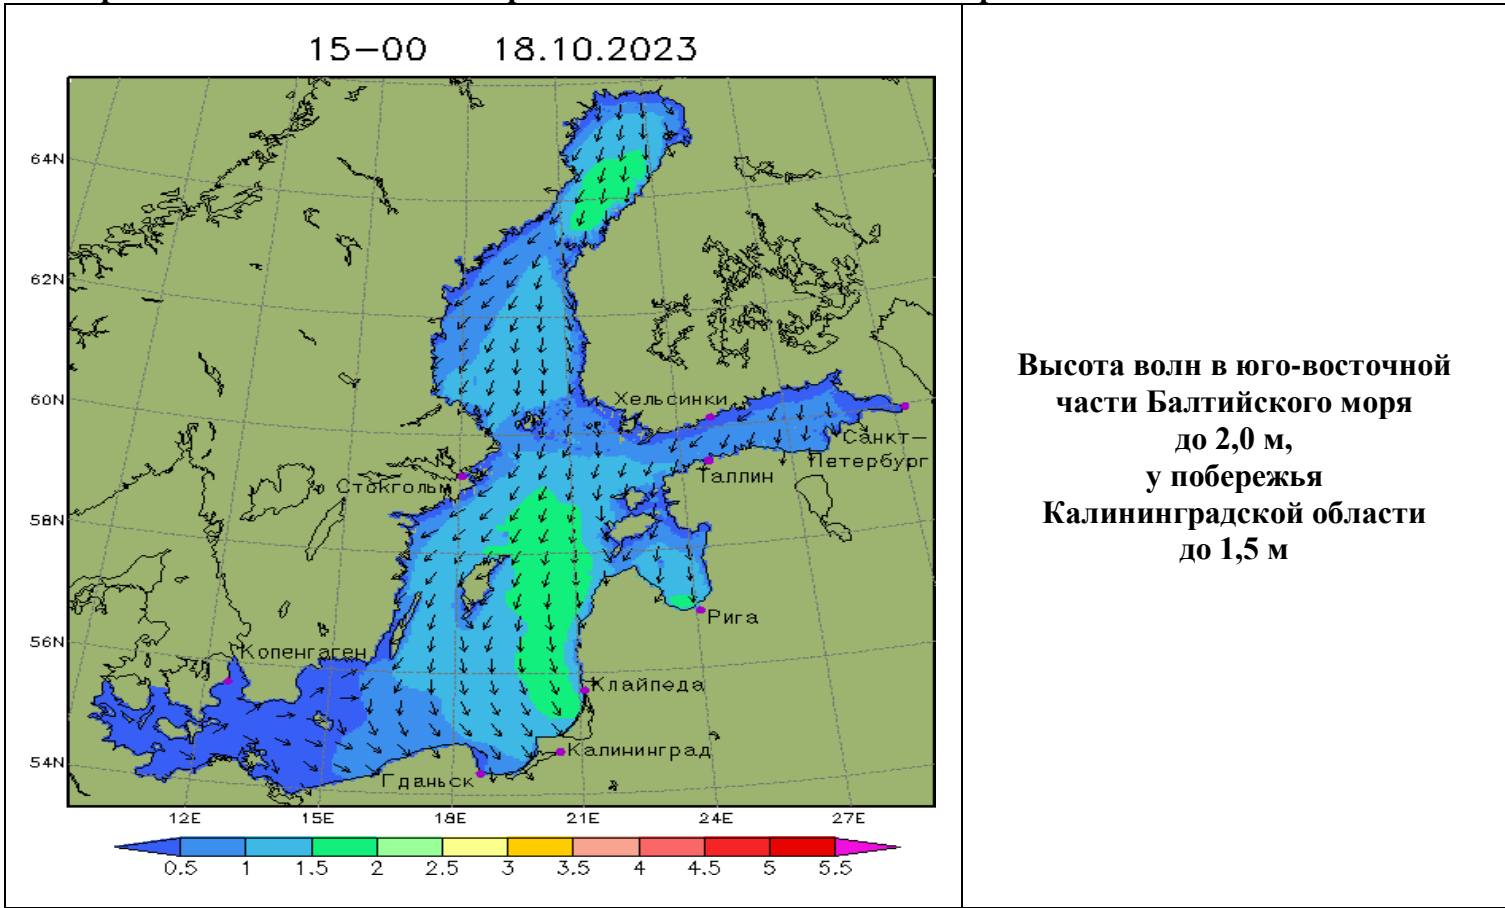 15-00 18.10.2023
64N
62N
60N
58N
56N
54N
Хельсинки
Санкт-
Петербург
Таллин
Стокгольм
Рига
Копенгаген
Клайпеда
Калининград
Гданьск
12E 15E 18E 21E 24E 27E
0.5 1 1.5 2 2.5 3 3.5 4 4.5 5 5.5
Высота волн в юго-восточной
части Балтийского моря
до 2,0 м,
у побережья
Калининградской области
до 1,5 м